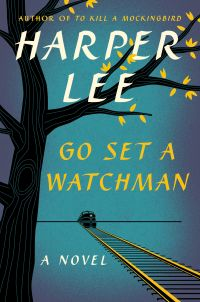 AUTHOR OF TO KILL A MOCKINGBIRD
HARPER
LEE
GO SET A
WATCHMAN
A NOVEL